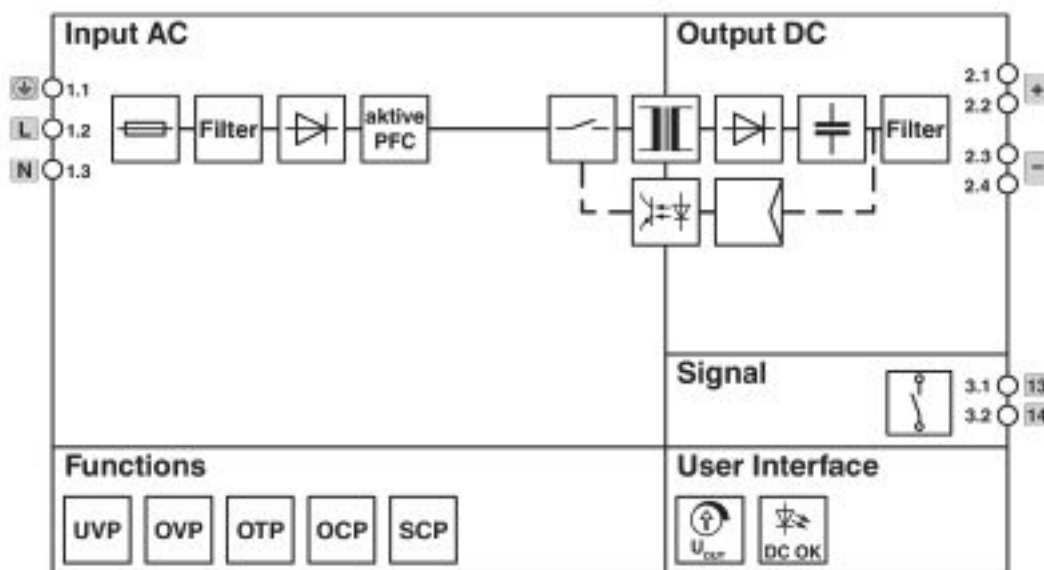 Input AC
Output DC
1.1
L 1.2
N 1.3
Filter
aktive
PFC
Filter
2.1
2.2
+
2.3
2.4
−
Signal
3.1 13
3.2 14
Functions
UVP OVP OTP OCP SCP
User Interface
U_OUT
DC OK